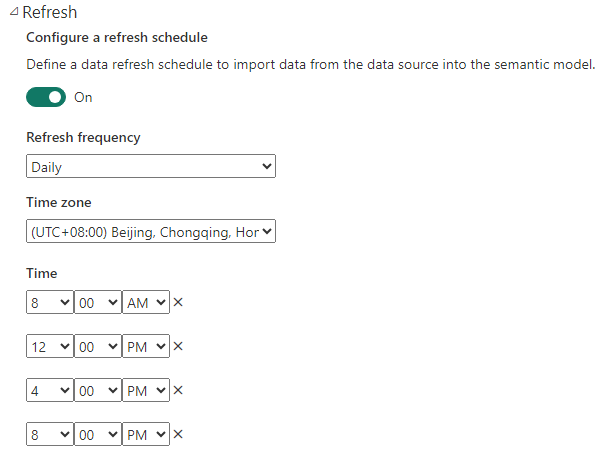 Refresh
Configure a refresh schedule
Define a data refresh schedule to import data from the data source into the semantic model.
On
Refresh frequency
Daily
Time zone
(UTC+08:00) Beijing, Chongqing, Hor
Time
8 00 AM
12 00 PM
4 00 PM
8 00 PM